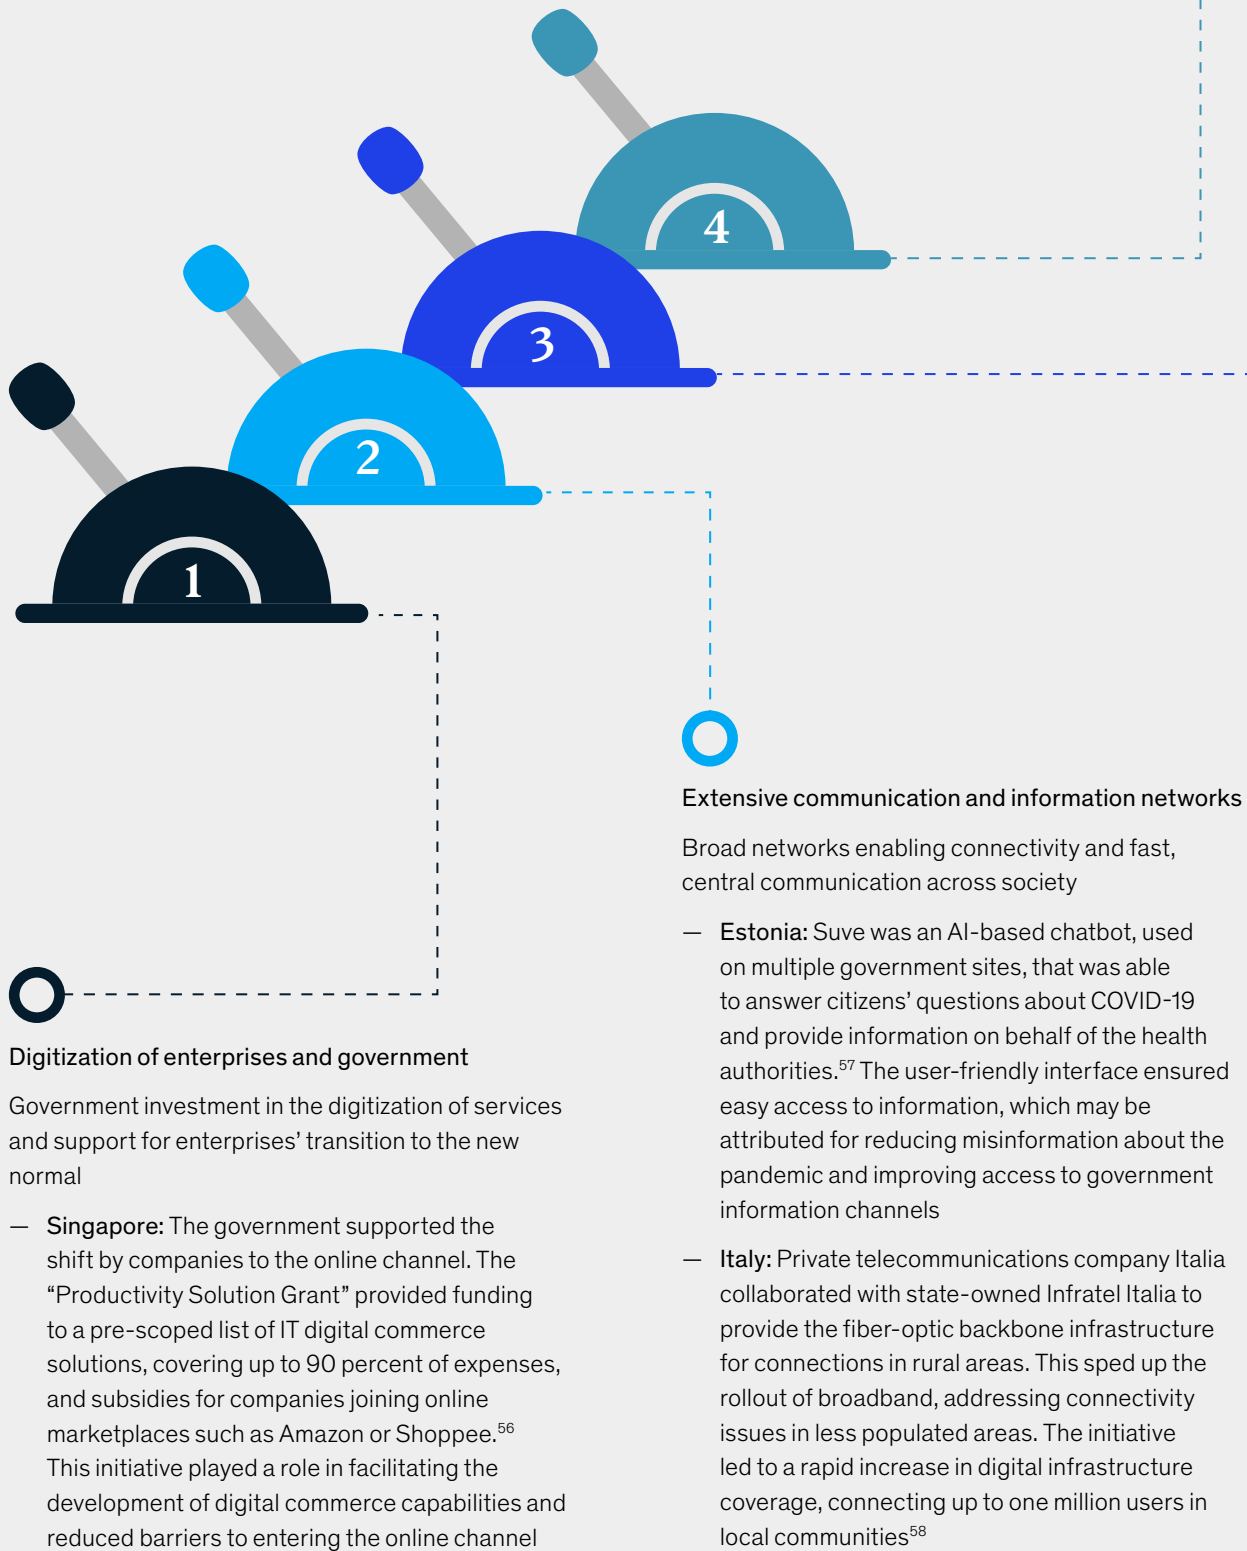 4
3
2
1
Digitization of enterprises and government
Government investment in the digitization of services
and support for enterprises’ transition to the new
normal
— Singapore: The government supported the
shift by companies to the online channel. The
“Productivity Solution Grant” provided funding
to a pre-scoped list of IT digital commerce
solutions, covering up to 90 percent of expenses,
and subsidies for companies joining online
marketplaces such as Amazon or Shoppee.56
This initiative played a role in facilitating the
development of digital commerce capabilities and
reduced barriers to entering the online channel
Extensive communication and information networks
Broad networks enabling connectivity and fast,
central communication across society
— Estonia: Suve was an AI-based chatbot, used
on multiple government sites, that was able
to answer citizens’ questions about COVID-19
and provide information on behalf of the health
authorities.57 The user-friendly interface ensured
easy access to information, which may be
attributed for reducing misinformation about the
pandemic and improving access to government
information channels
— Italy: Private telecommunications company Italia
collaborated with state-owned Infratel Italia to
provide the fiber-optic backbone infrastructure
for connections in rural areas. This sped up the
rollout of broadband, addressing connectivity
issues in less populated areas. The initiative
led to a rapid increase in digital infrastructure
coverage, connecting up to one million users in
local communities58